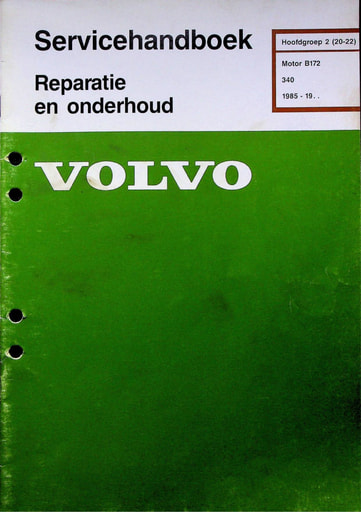 Servicehandboek
Reparatie
en onderhoud
Hoofdgroep 2 (20-22)
Motor B172
340
1985 - 19. .
VOLVO